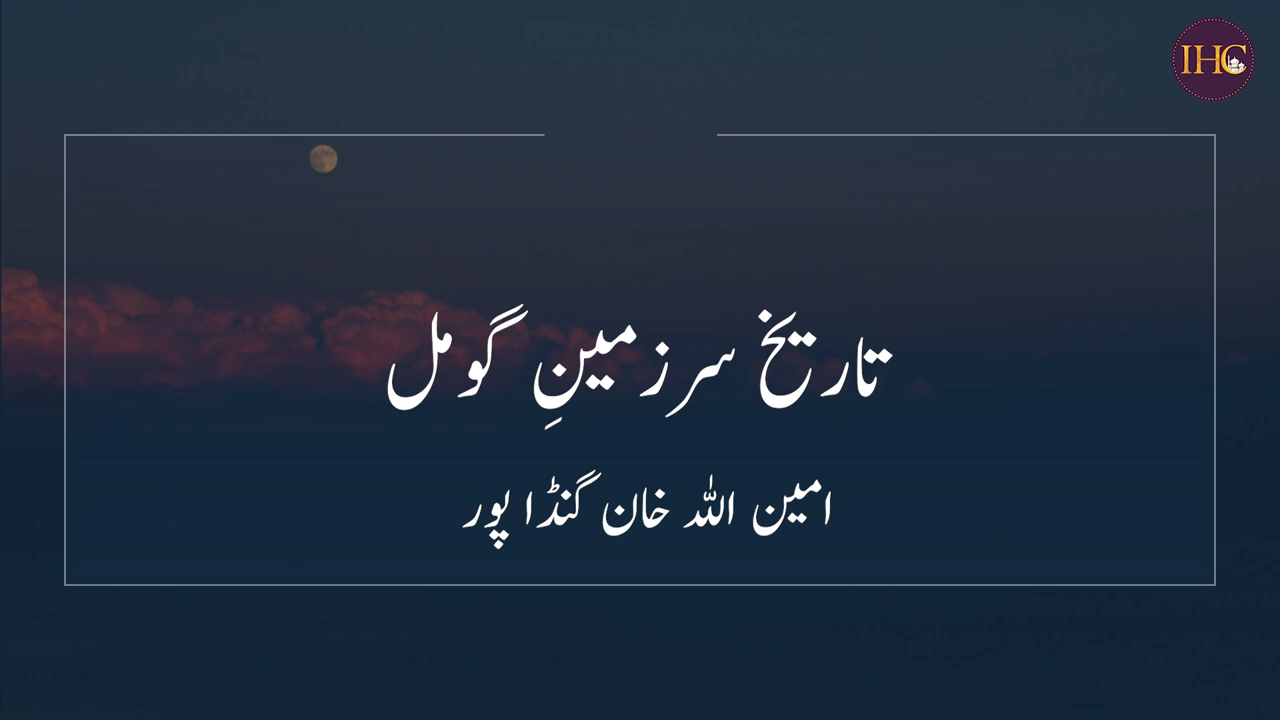 IHC
تاریخ سرزمینِ گومل
امین اللہ خان گنڈا پور